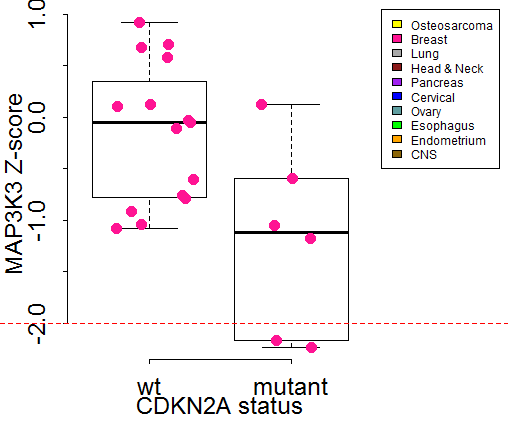 MAP3K3 Z-score
1.0
0.0
-1.0
-2.0
wt mutant
CDKN2A status
Osteosarcoma
Breast
Lung
Head & Neck
Pancreas
Cervical
Ovary
Esophagus
Endometrium
CNS